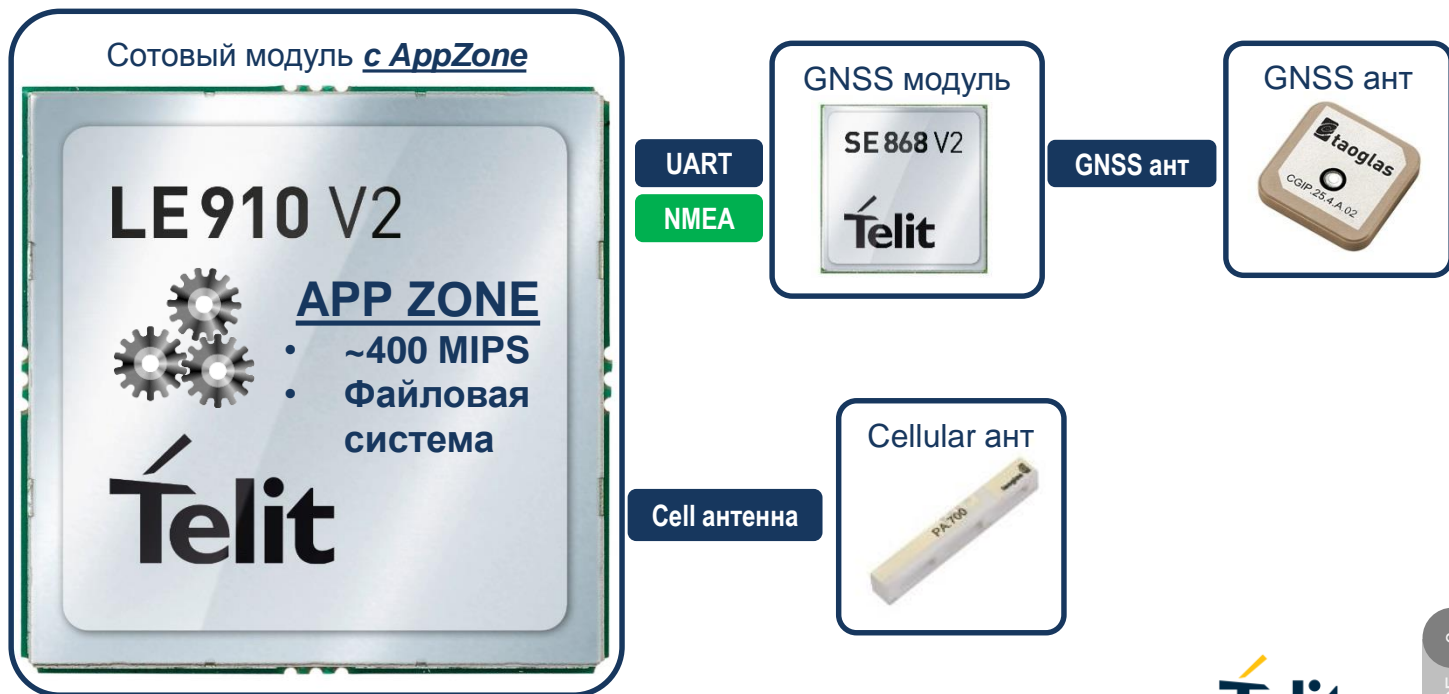 Сотовый модуль с AppZone
LE910 V2
APP ZONE
• ~400 MIPS
• Файловая
система
Telit
UART
NMEA
GNSS модуль
SE868 V2
Telit
GNSS ант
GNSS ант
taoglas
CGIP.25.4.A.02
Cell антенна
Cellular ант
taoglas
PA.700
Telit